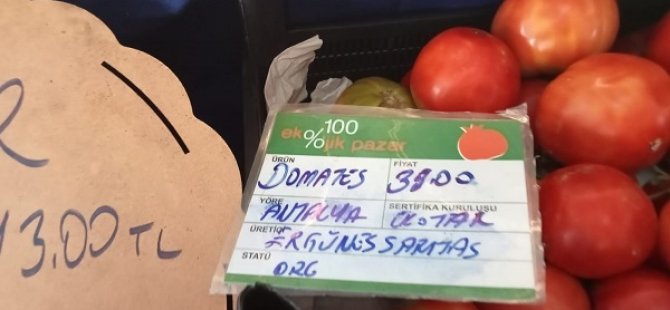 R
13.00 TL
%100
ekolojik pazar
ÜRÜN
DOMATES
FİYAT
38.00
YÖRE
ANTALYA
SERTİFİKA KURULUŞU
EKOTAR
ÜRETİCİ
ERGÜNES SARITAŞ
STATÜ
ORG